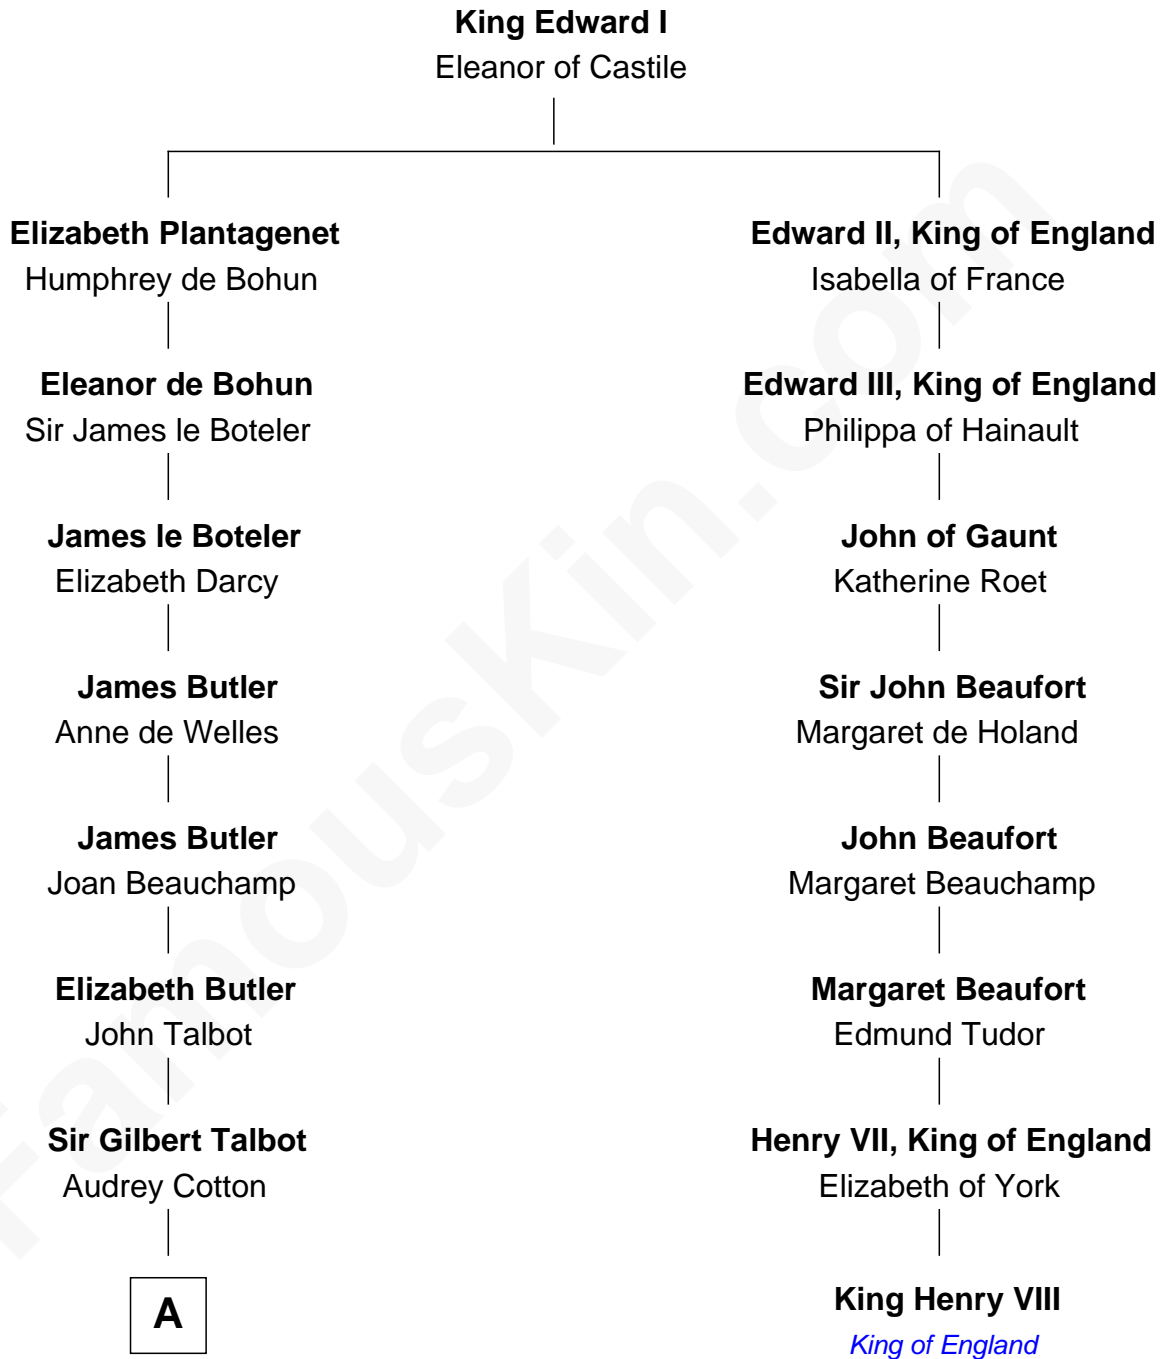 King Edward I
Eleanor of Castile
Elizabeth Plantagenet
Humphrey de Bohun
Edward II, King of England
Isabella of France
Eleanor de Bohun
Sir James le Boteler
Edward III, King of England
Philippa of Hainault
James le Boteler
Elizabeth Darcy
John of Gaunt
Katherine Roet
James Butler
Anne de Welles
Sir John Beaufort
Margaret de Holand
James Butler
Joan Beauchamp
John Beaufort
Margaret Beauchamp
Elizabeth Butler
John Talbot
Margaret Beaufort
Edmund Tudor
Sir Gilbert Talbot
Audrey Cotton
Henry VII, King of England
Elizabeth of York
A
King Henry VIII
King of England
FamousKin.com